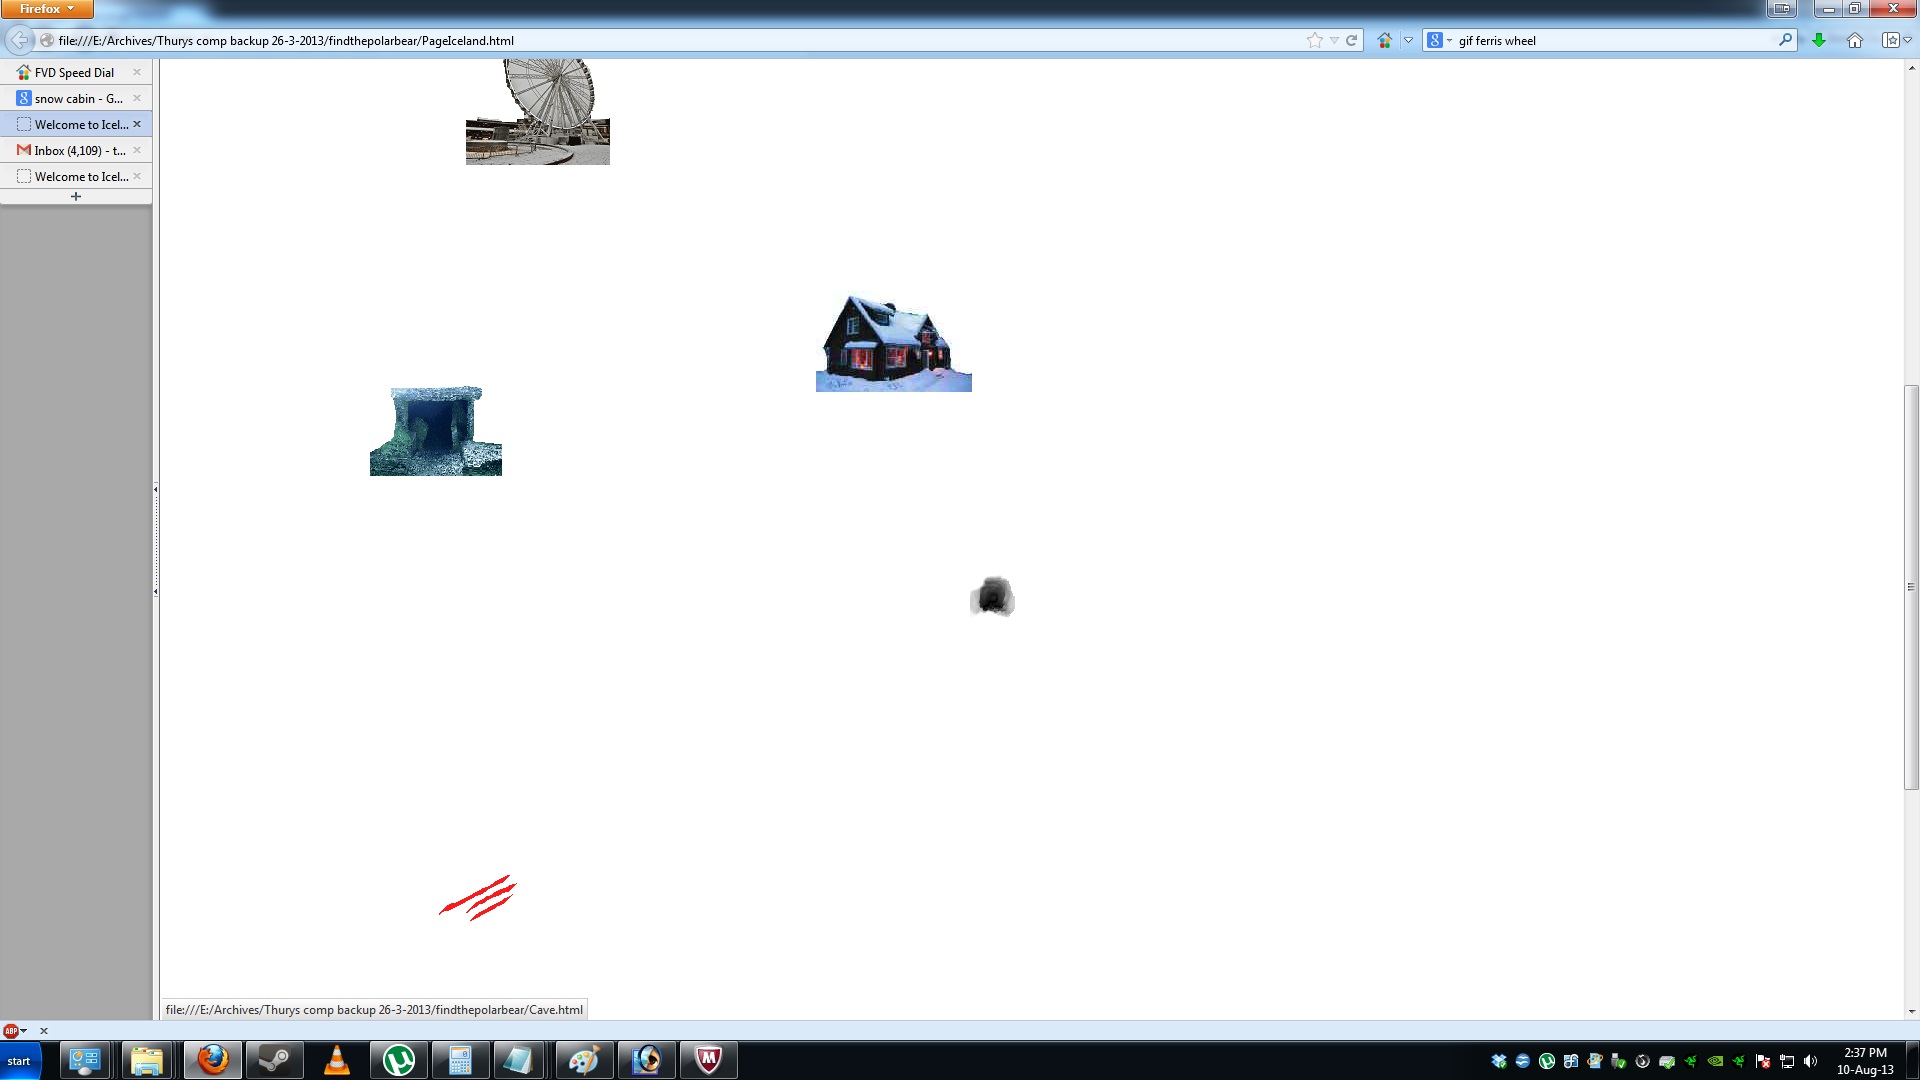 Firefox
file:///E:/Archives/Thurys comp backup 26-3-2013/findthepolarbear/PageIceland.html
gif ferris wheel
FVD Speed Dial
snow cabin - G...
Welcome to Icel...
Inbox (4,109) - t...
Welcome to Icel...
file:///E:/Archives/Thurys comp backup 26-3-2013/findthepolarbear/Cave.html
ABP
start
2:37 PM
10-Aug-13